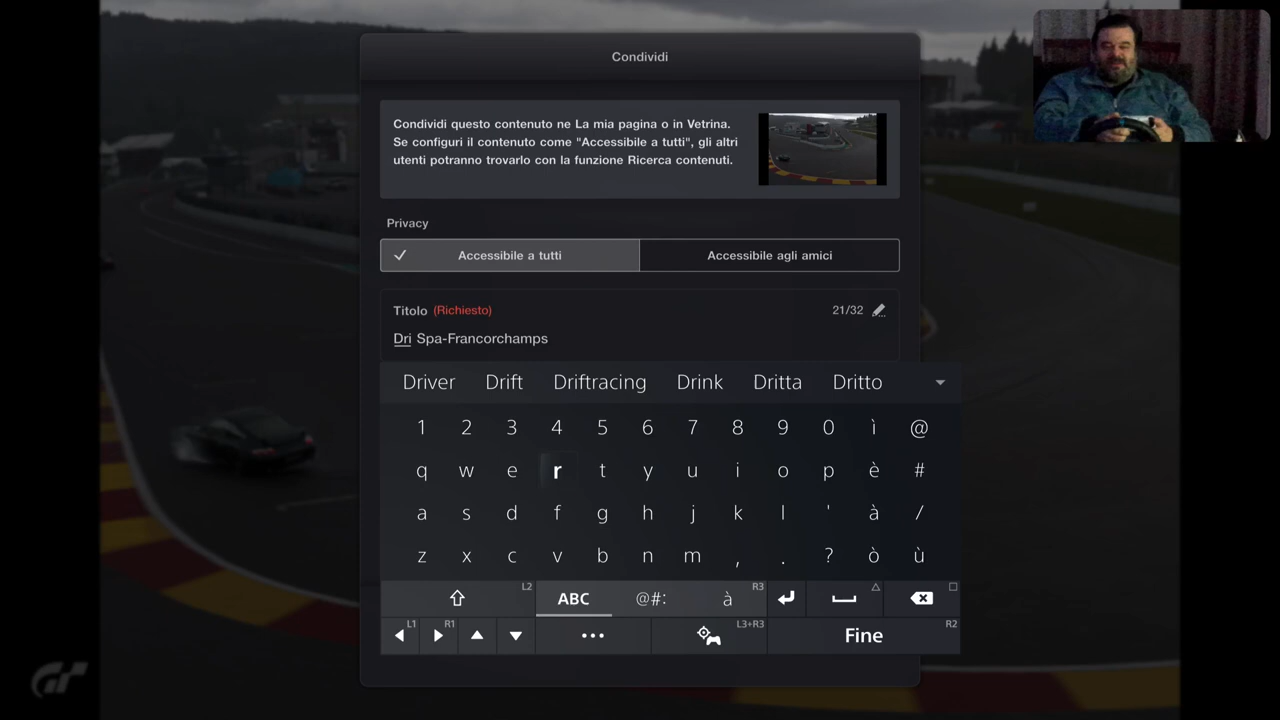 Condividi
Condividi questo contenuto ne La mia pagina o in Vetrina.
Se configuri il contenuto come "Accessibile a tutti", gli altri
utenti potranno trovarlo con la funzione Ricerca contenuti.
Privacy
✓ Accessibile a tutti Accessibile agli amici
Titolo (Richiesto) 21/32
Dri Spa-Francorchamps
Driver Drift Driftracing Drink Dritta Dritto
1 2 3 4 5 6 7 8 9 0 ì @
q w e r t y u i o p è #
a s d f g h j k l ' à /
z x c v b n m , . ? ò ù
L2 ABC @#: à R3 △ □
L1 R1 ••• L3+R3 Fine R2
GT